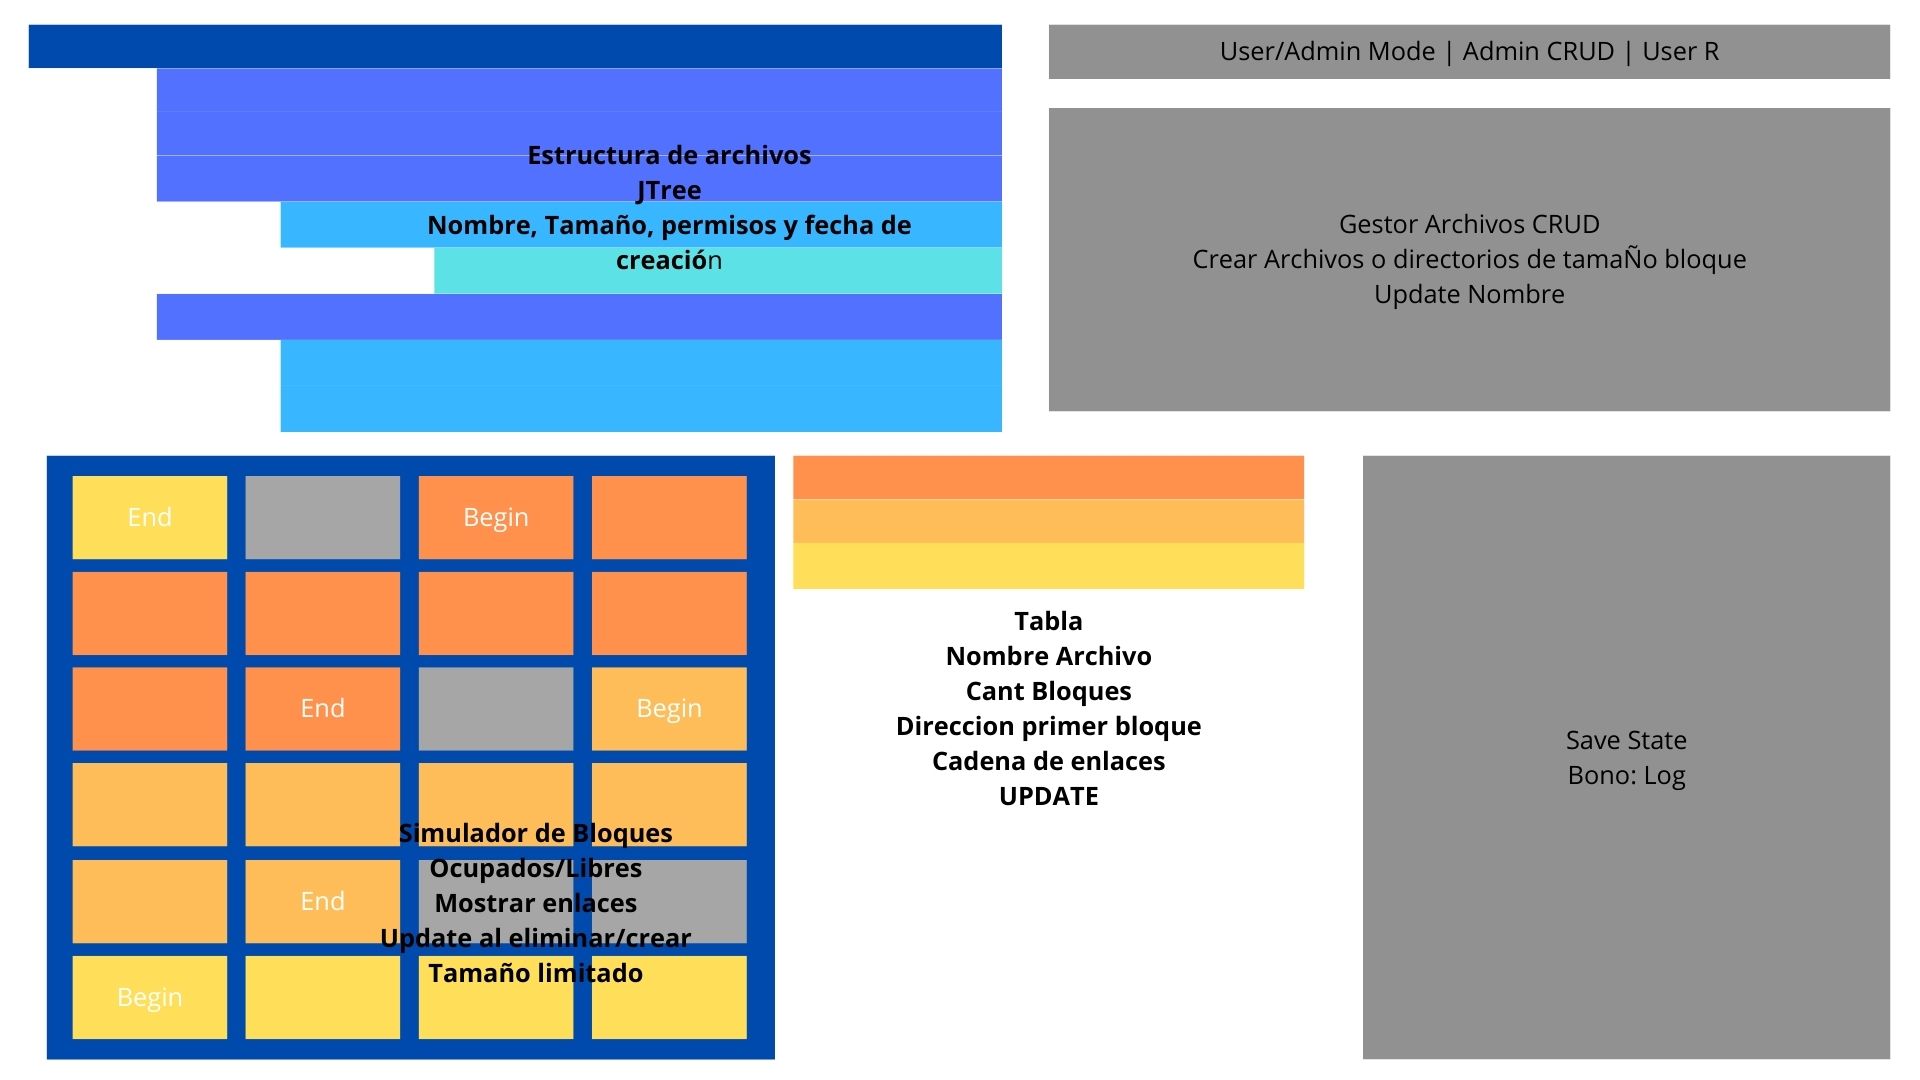 User/Admin Mode | Admin CRUD | User R
Estructura de archivos
JTree
Nombre, Tamaño, permisos y fecha de
creación
Gestor Archivos CRUD
Crear Archivos o directorios de tamaÑo bloque
Update Nombre
End
Begin
End
Begin
End
Begin
Simulador de Bloques
Ocupados/Libres
Mostrar enlaces
Update al eliminar/crear
Tamaño limitado
Tabla
Nombre Archivo
Cant Bloques
Direccion primer bloque
Cadena de enlaces
UPDATE
Save State
Bono: Log